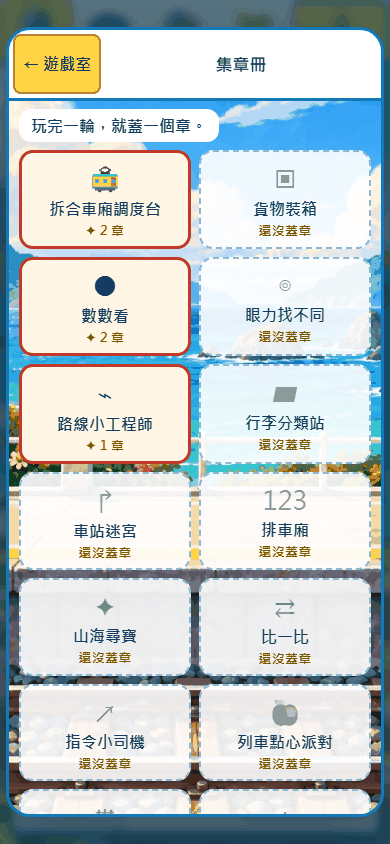 ← 遊戲室
集章冊
玩完一輪，就蓋一個章。
拆合車廂調度台
✦ 2 章
貨物裝箱
還沒蓋章
數數看
✦ 2 章
眼力找不同
還沒蓋章
路線小工程師
✦ 1 章
行李分類站
還沒蓋章
車站迷宮
還沒蓋章
123
排車廂
還沒蓋章
山海尋寶
還沒蓋章
比一比
還沒蓋章
指令小司機
還沒蓋章
列車點心派對
還沒蓋章